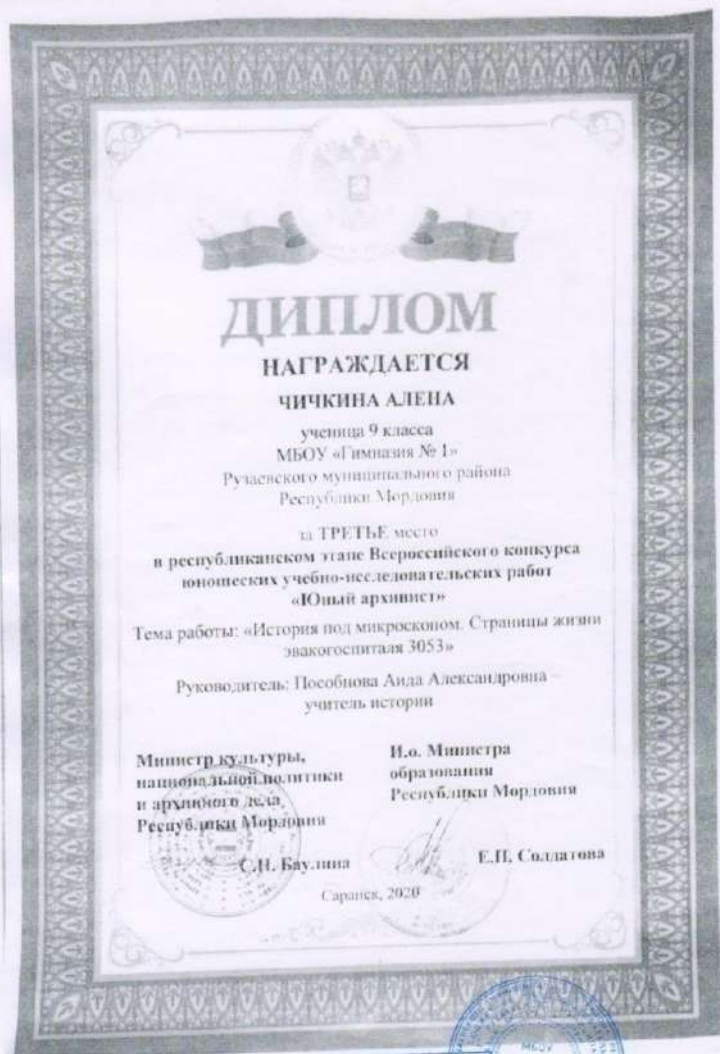 ДИПЛОМ
НАГРАЖДАЕТСЯ
ЧИЧКИНА АЛЕНА
ученица 9 класса
МБОУ «Гимназия № 1»
Рузаевского муниципального района
Республики Мордовия
за ТРЕТЬЕ место
в республиканском этапе Всероссийского конкурса
юношеских учебно-исследовательских работ
«Юный архивист»
Тема работы: «История под микроскопом. Страницы жизни
эвакогоспиталя 3053»
Руководитель: Пособнова Аида Александровна –
учитель истории
Министр культуры,
национальной политики
и архивного дела
Республики Мордовия
С.Н. Баулина
И.о. Министра
образования
Республики Мордовия
Е.П. Солдатова
Саранск, 2020
МБОУ